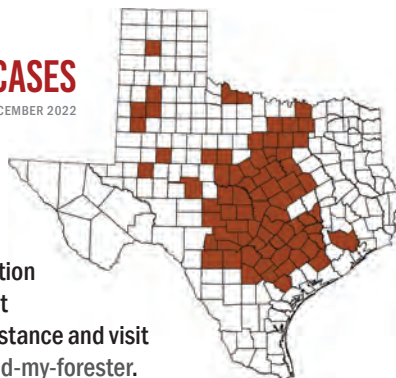 CASES
CEMBER 2022
tion
t
stance and visit
d-my-forester.